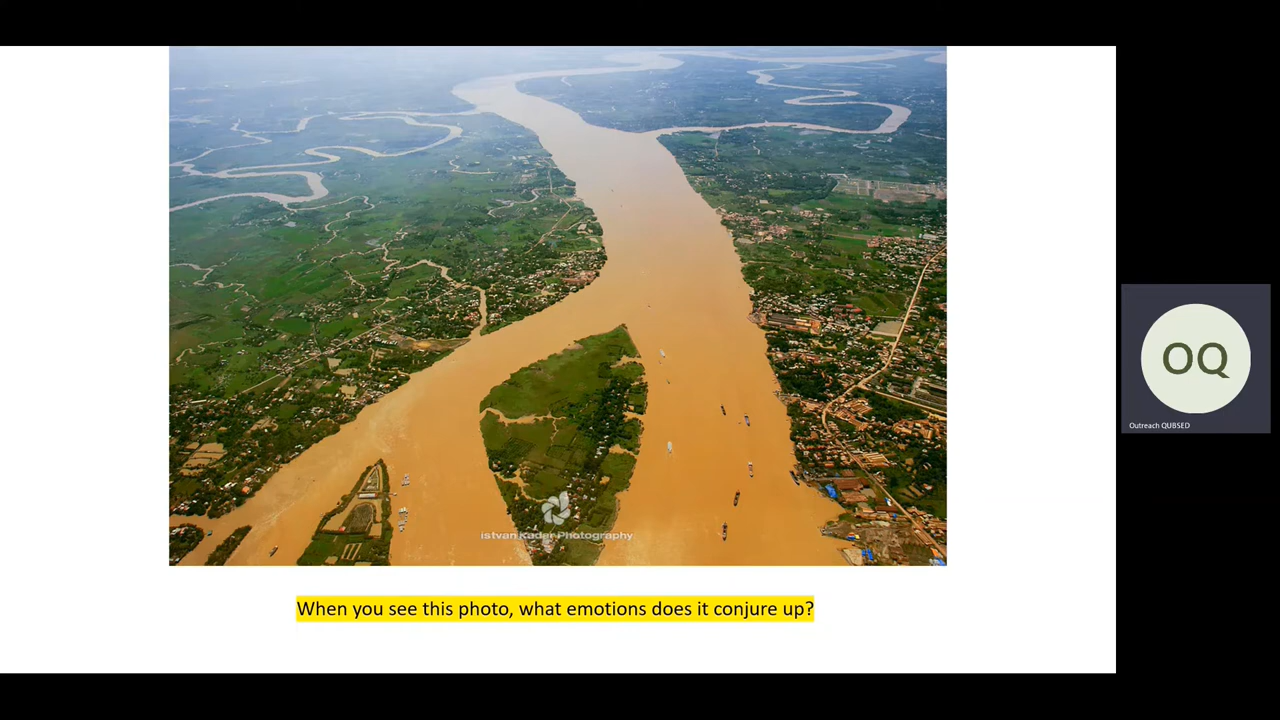 istvan Kadar Photography
When you see this photo, what emotions does it conjure up?
OQ
Outreach QUBSED